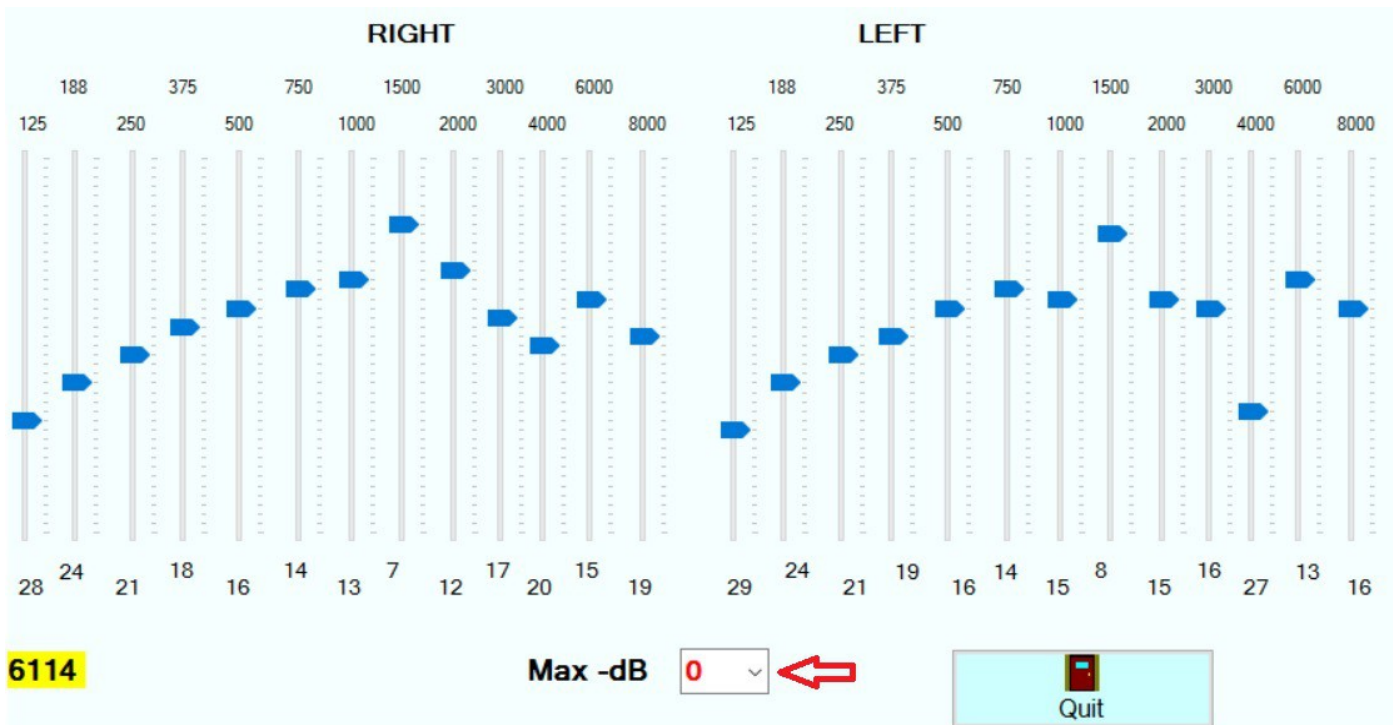 RIGHT LEFT
188 375 750 1500 3000 6000 188 375 750 1500 3000 6000
125 250 500 1000 2000 4000 8000 125 250 500 1000 2000 4000 8000
24 18 14 7 17 15 24 19 14 8 16 13
28 21 16 13 12 20 19 29 21 16 15 15 27 16
6114 Max -dB 0
Quit